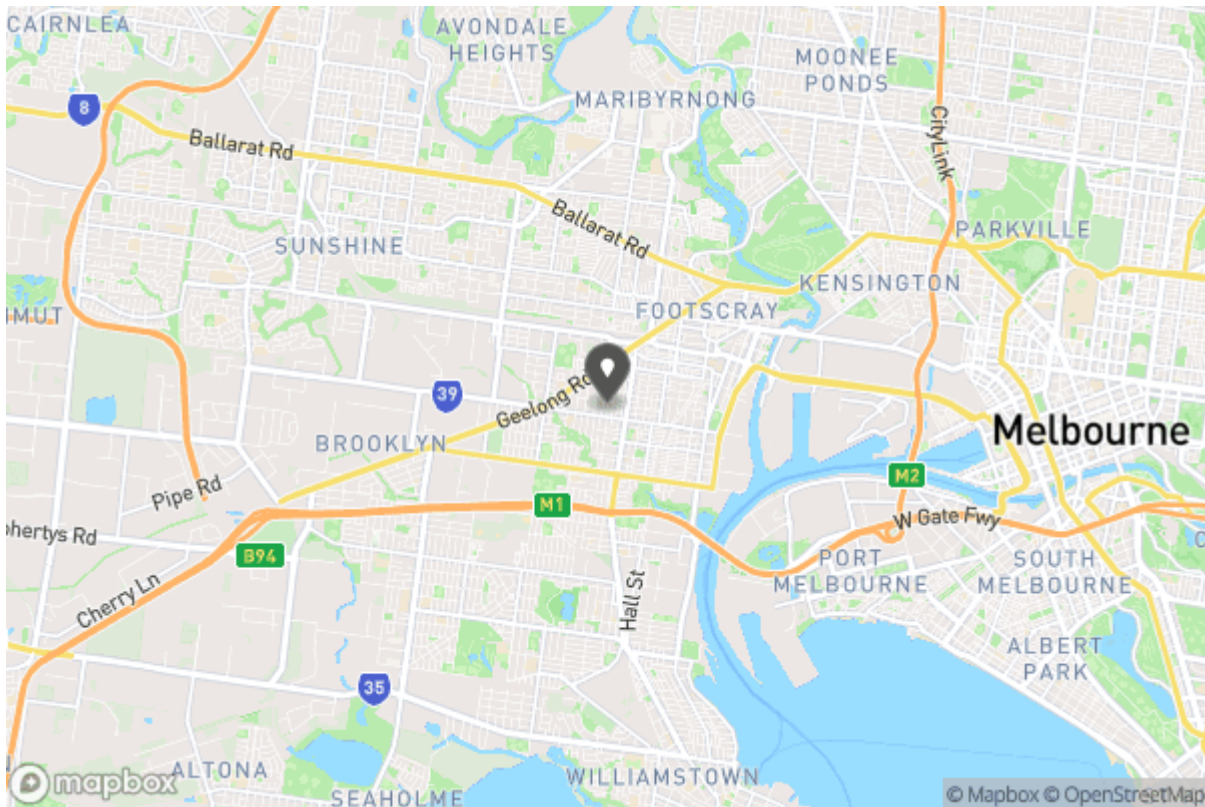 CAIRNLEA
AVONDALE
HEIGHTS
MOONEE
PONDS
MARIBYRNONG
8
Ballarat Rd
CityLink
Ballarat Rd
PARKVILLE
SUNSHINE
KENSINGTON
FOOTSCRAY
39
Geelong Rd
BROOKLYN
Melbourne
Pipe Rd
M1
M2
W Gate Fwy
B94
PORT
MELBOURNE
SOUTH
MELBOURNE
Cherry Ln
Hall St
ALBERT
PARK
35
ALTONA
WILLIAMSTOWN
SEAHOLME
mapbox
© Mapbox © OpenStreetMap